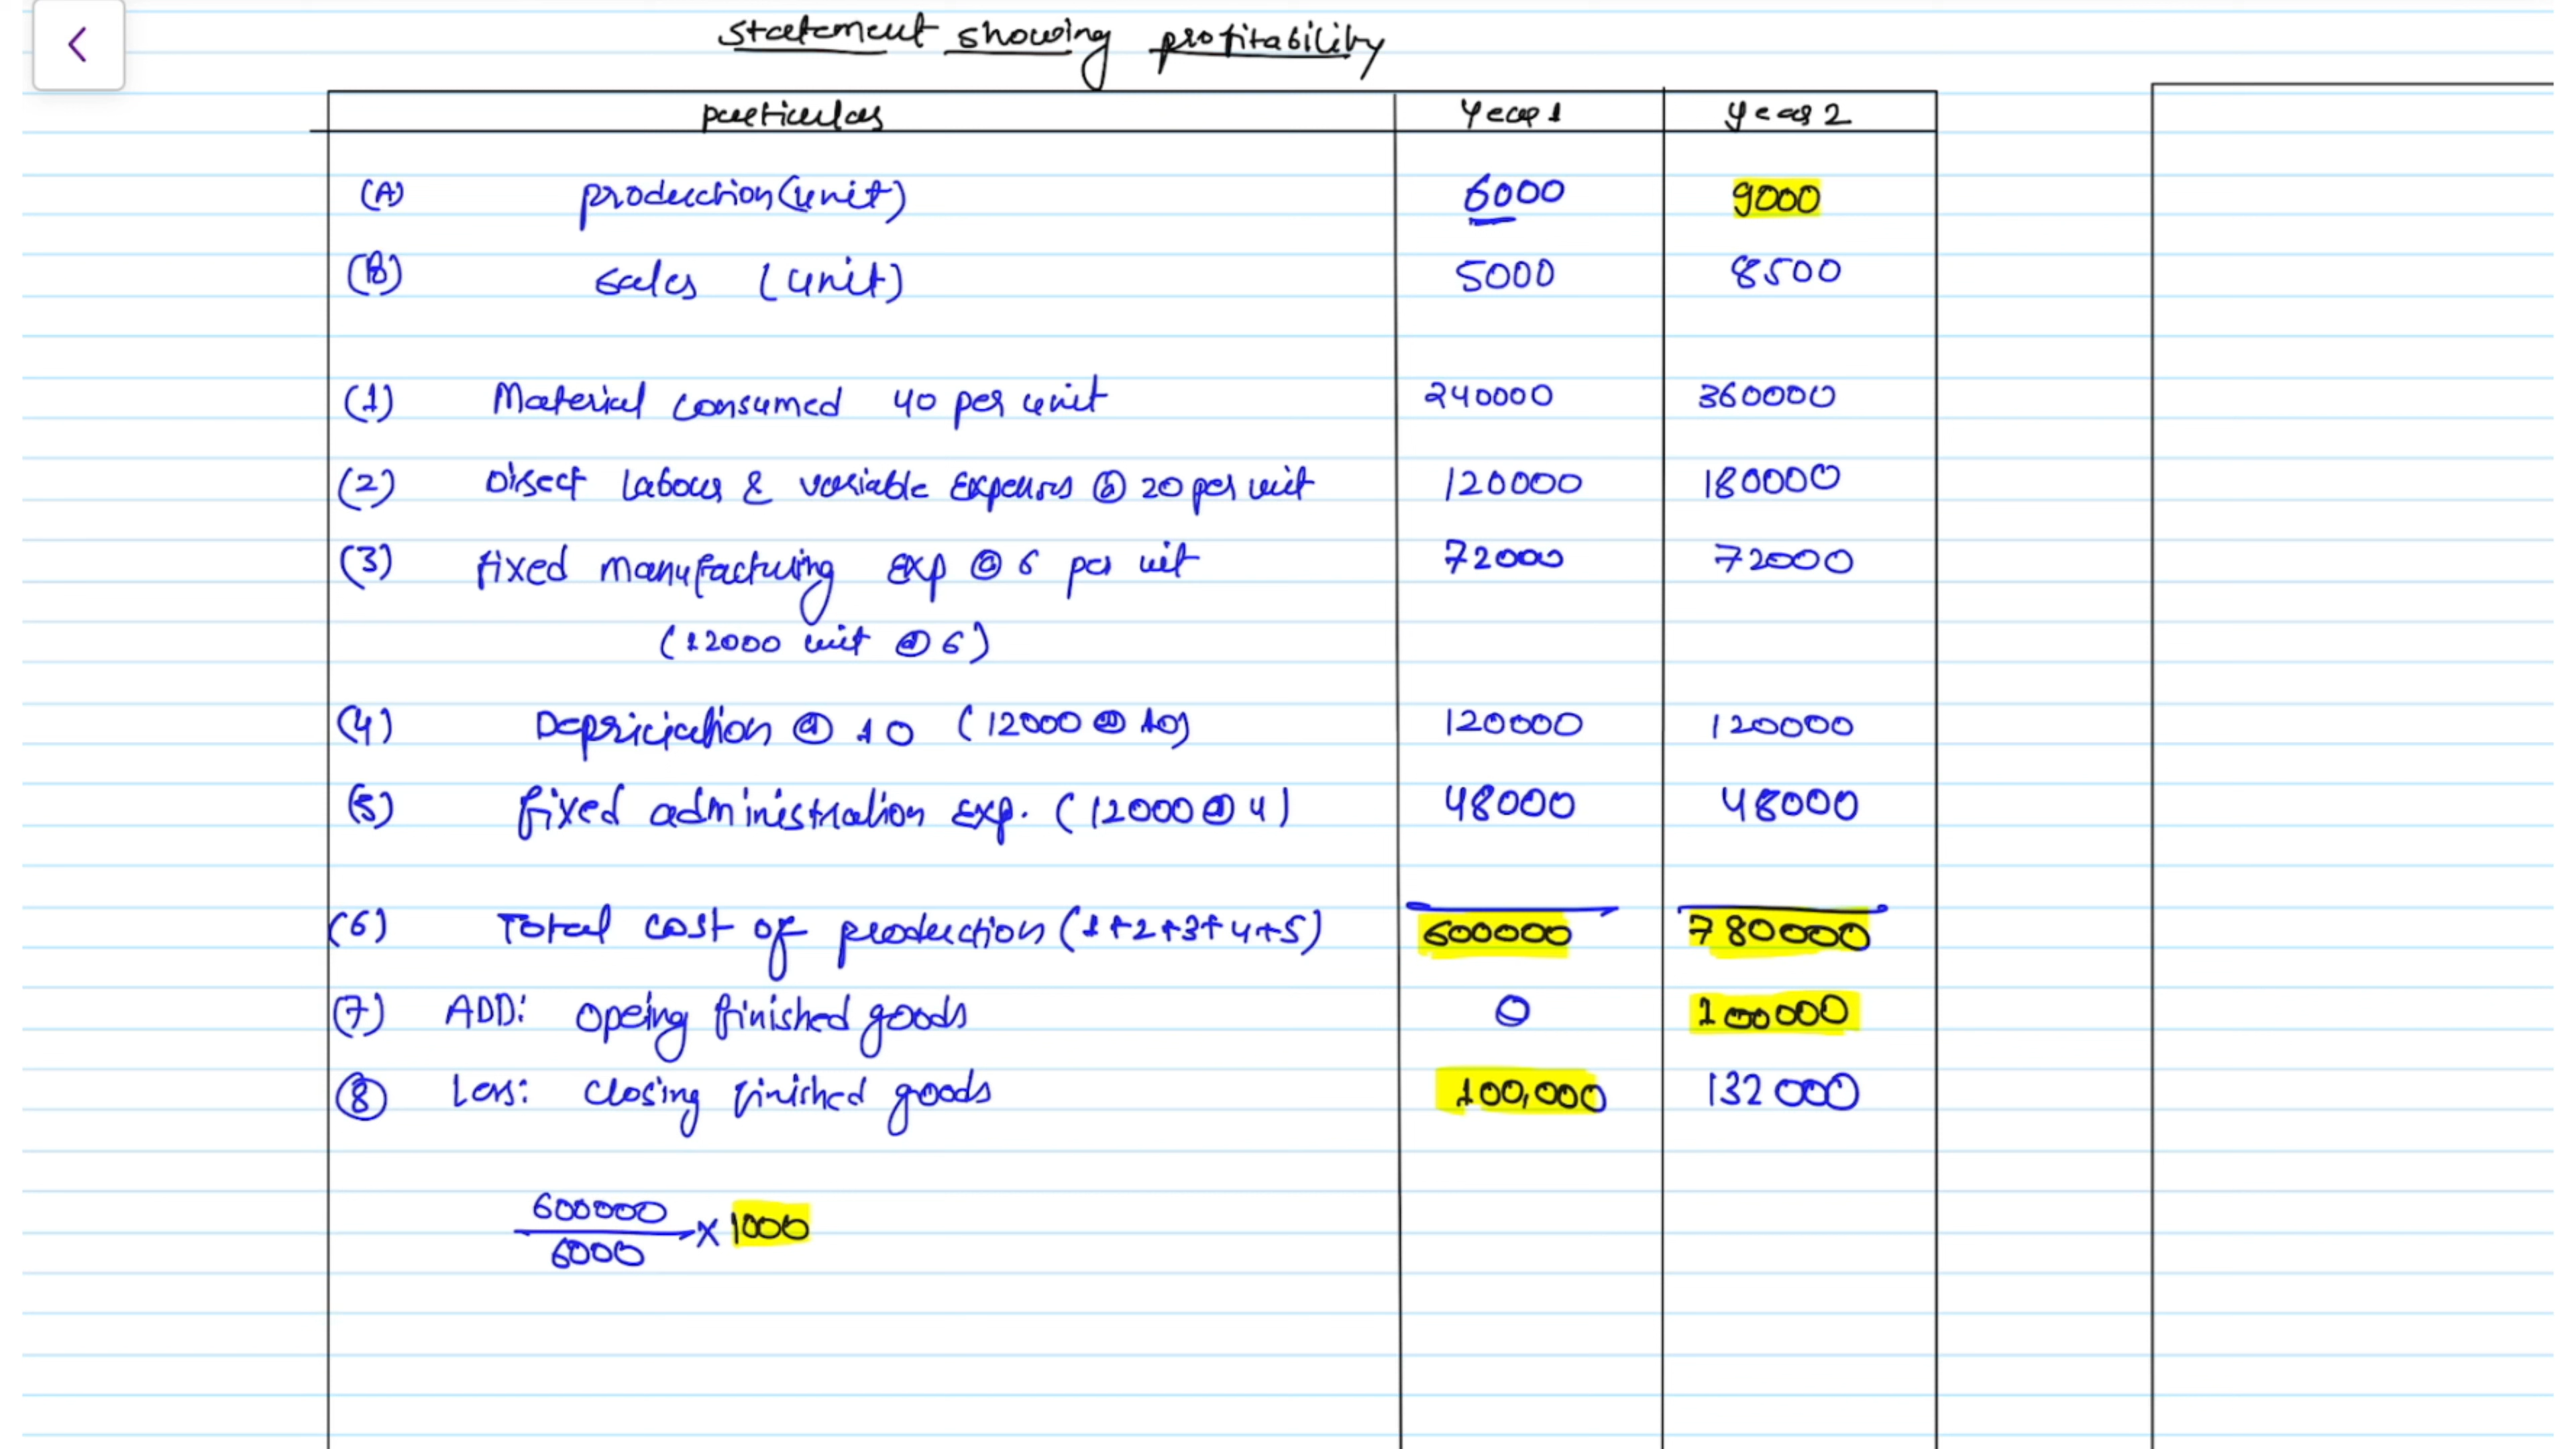 Statement showing profitability
particulars Year 1 year 2
(A) production (unit) 6000 9000
(B) sales (unit) 5000 8500
(1) Material consumed 40 per unit 240000 360000
(2) Direct labour & variable Expenses @ 20 per unit 120000 180000
(3) fixed manufacturing exp @ 6 per uit 72000 72000
(12000 unit @ 6)
(4) Depriciation @ 10 (12000 @ 10) 120000 120000
(5) fixed administration exp. (12000 @ 4) 48000 48000
(6) Total cost of production (1+2+3+4+5) 600000 780000
(7) ADD: opeing finished goods 0 100000
(8) Less: closing finished goods 100,000 132000
600000
× 1000
6000